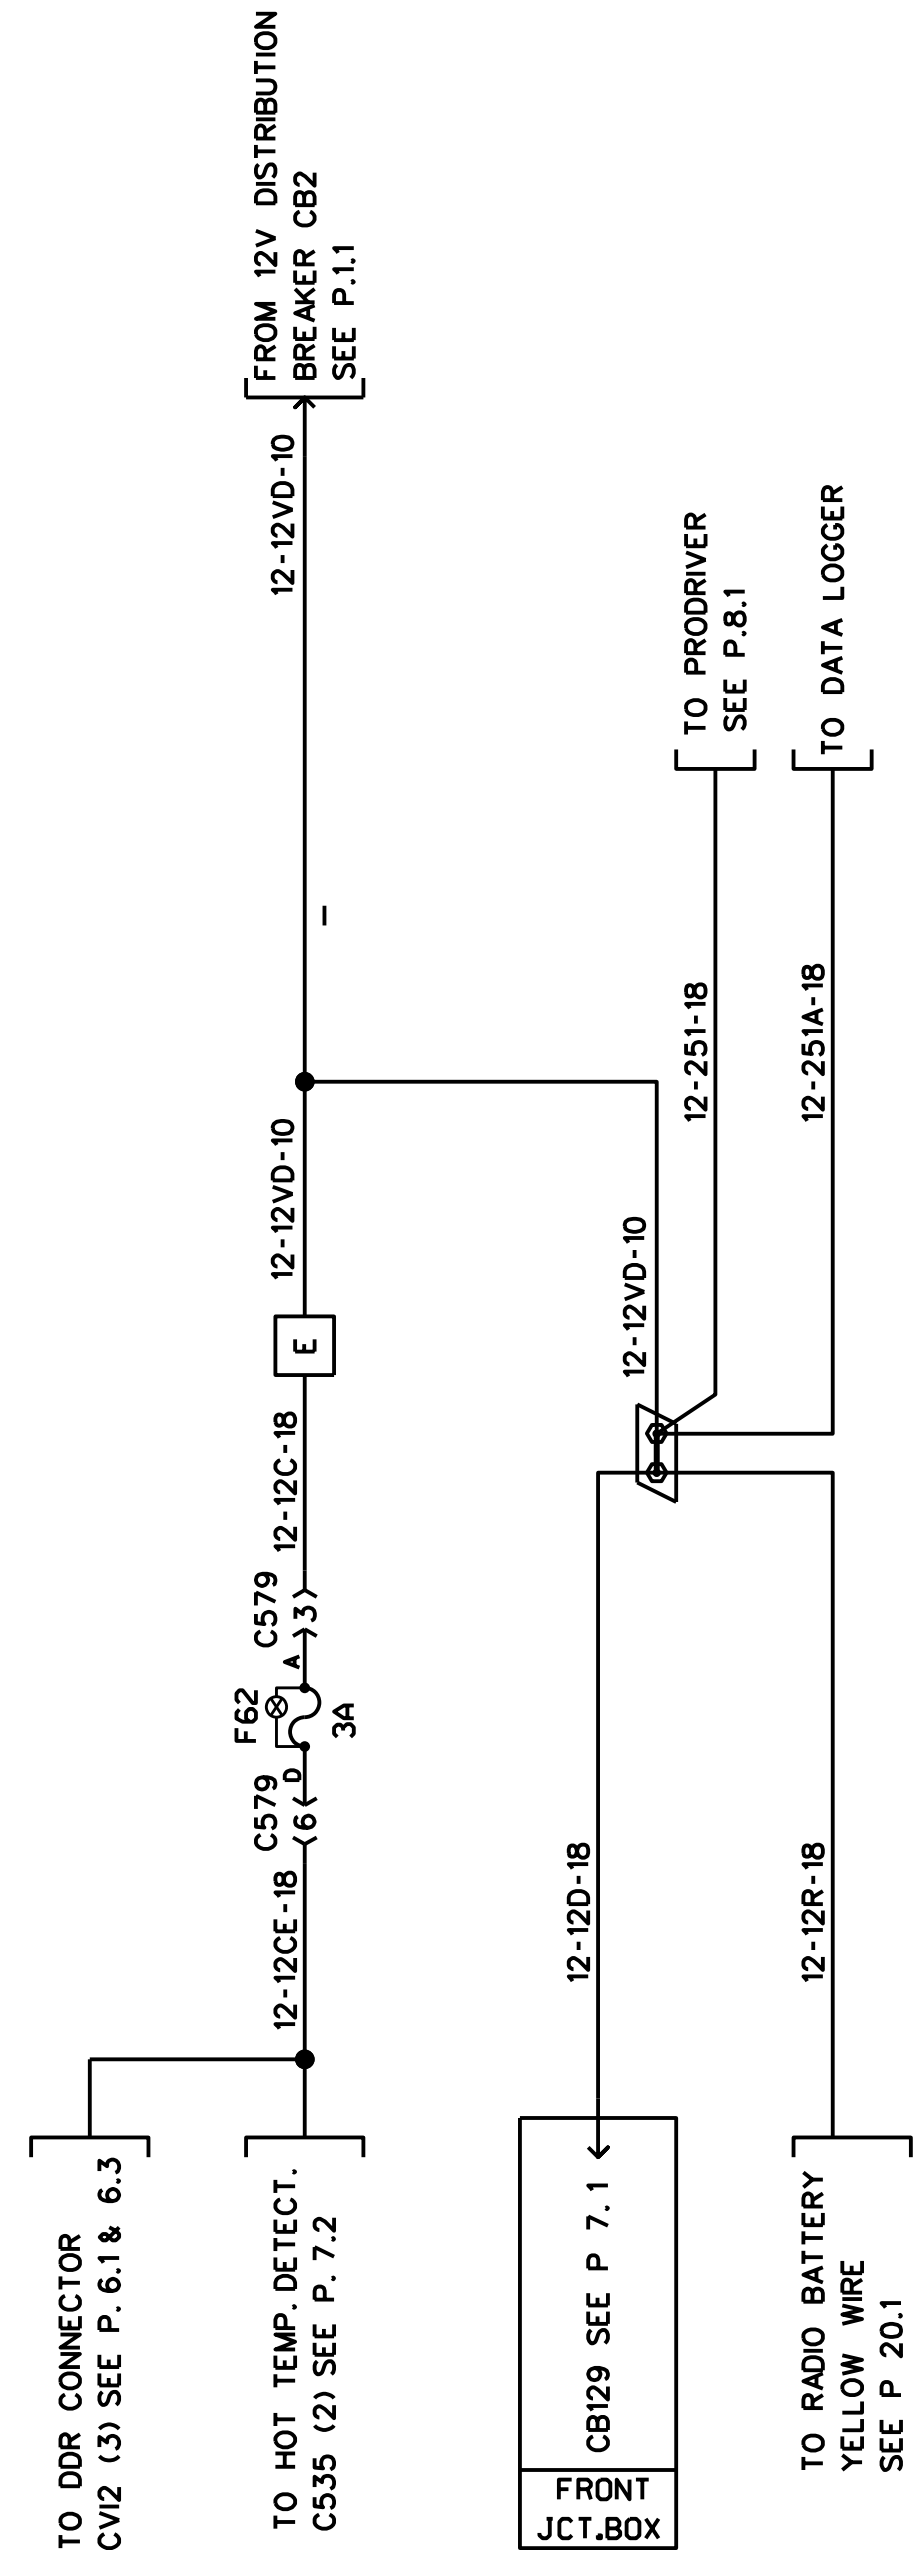 TO DDR CONNECTOR
CVI2 (3) SEE P. 6.1 & 6.3
TO HOT TEMP. DETECT.
C535 (2) SEE P. 7.2
12-12CE-18
C579
6
D
F62
3A
A
C579
3
12-12C-18
E
12-12VD-10
12-12VD-10
FROM 12V DISTRIBUTION
BREAKER CB2
SEE P.1.1
FRONT
JCT.BOX
CB129 SEE P 7.1
12-12D-18
12-12VD-10
12-251-18
TO PRODRIVER
SEE P.8.1
TO RADIO BATTERY
YELLOW WIRE
SEE P 20.1
12-12R-18
12-251A-18
TO DATA LOGGER